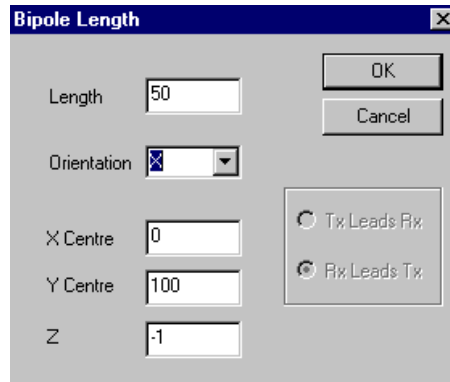 Bipole Length
Length 50
OK
Cancel
Orientation X
X Centre 0
Y Centre 100
Z -1
Tx Leads Rx
Rx Leads Tx